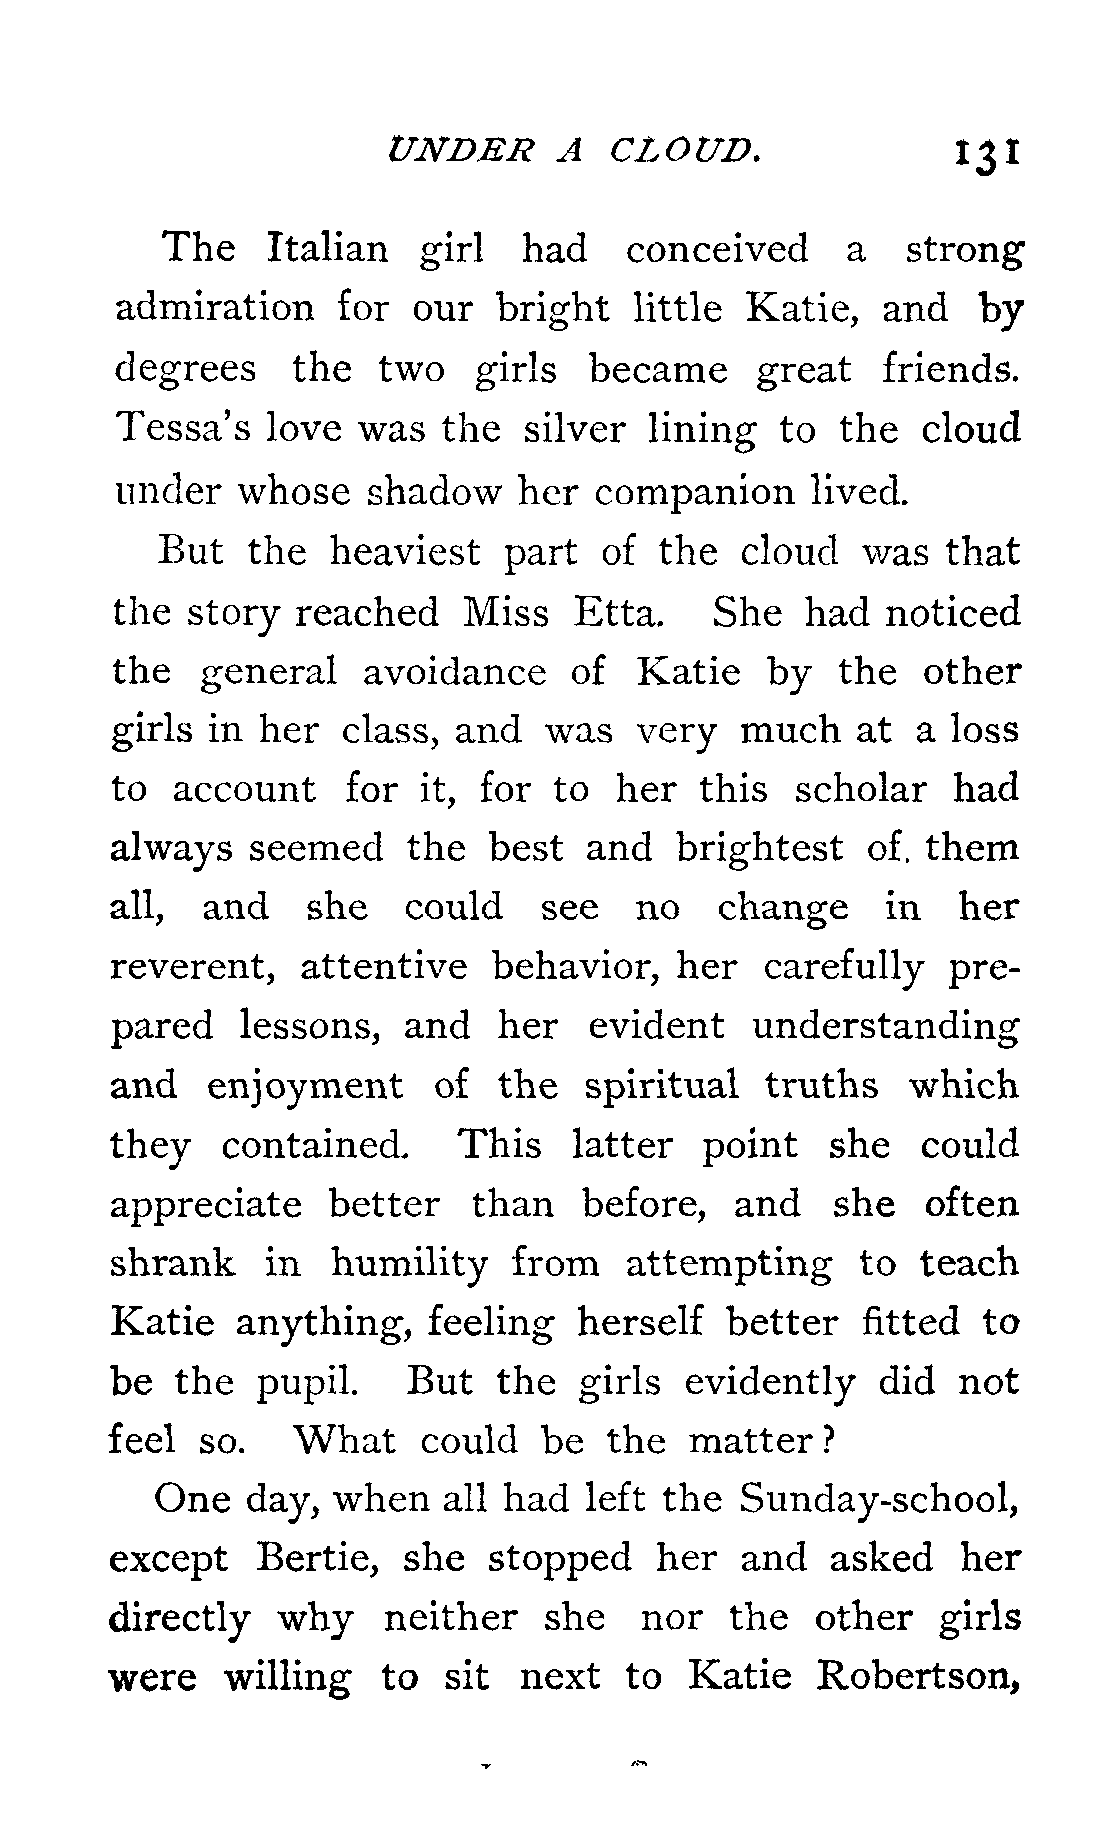 UNDER A CLOUD. 131
The Italian girl had conceived a strong
admiration for our bright little Katie, and by
degrees the two girls became great friends.
Tessa's love was the silver lining to the cloud
under whose shadow her companion lived.
But the heaviest part of the cloud was that
the story reached Miss Etta. She had noticed
the general avoidance of Katie by the other
girls in her class, and was very much at a loss
to account for it, for to her this scholar had
always seemed the best and brightest of. them
all, and she could see no change in her
reverent, attentive behavior, her carefully pre-
pared lessons, and her evident understanding
and enjoyment of the spiritual truths which
they contained. This latter point she could
appreciate better than before, and she often
shrank in humility from attempting to teach
Katie anything, feeling herself better fitted to
be the pupil. But the girls evidently did not
feel so. What could be the matter?
One day, when all had left the Sunday-school,
except Bertie, she stopped her and asked her
directly why neither she nor the other girls
were willing to sit next to Katie Robertson,